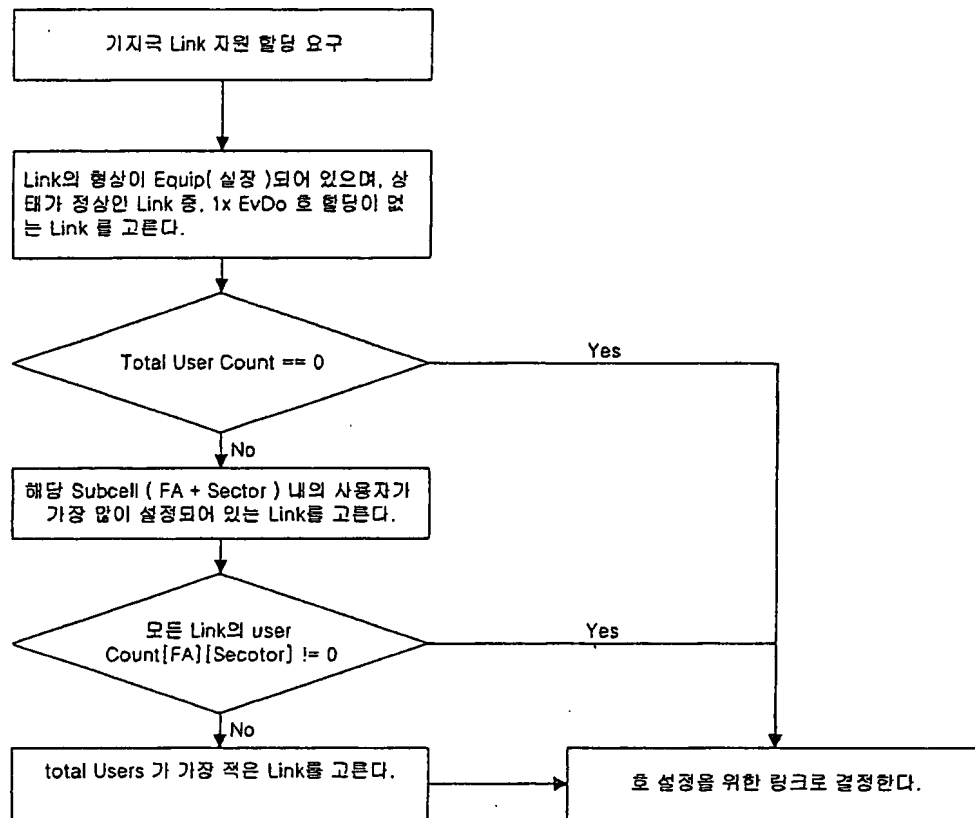 기지국 Link 자원 할당 요구
Link의 형상이 Equip( 실장 )되어 있으며, 상
태가 정상인 Link 중, 1x EvDo 호 할당이 없
는 Link 를 고른다.
Total User Count == 0
Yes
No
해당 Subcell ( FA + Sector ) 내의 사용자가
가장 많이 설정되어 있는 Link를 고른다.
모든 Link의 user
Count[FA][Secotor] != 0
Yes
No
total Users 가 가장 적은 Link를 고른다.
호 설정을 위한 링크로 결정한다.